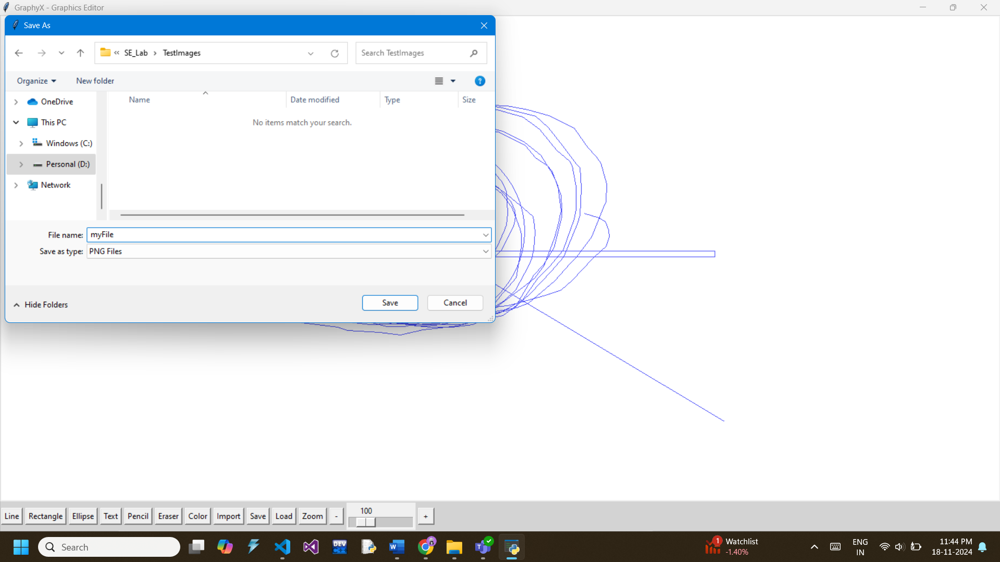 GraphyX - Graphics Editor
Save As
« SE_Lab › TestImages
Search TestImages
Organize
New folder
?
Name
Date modified
Type
Size
OneDrive
This PC
No items match your search.
Windows (C:)
Personal (D:)
Network
File name: myFile
Save as type: PNG Files
Hide Folders
Save
Cancel
100
Line Rectangle Ellipse Text Pencil Eraser Color Import Save Load Zoom - +
Search
DEV
W
T
1
Watchlist
-1.40%
ENG
IN
11:44 PM
18-11-2024